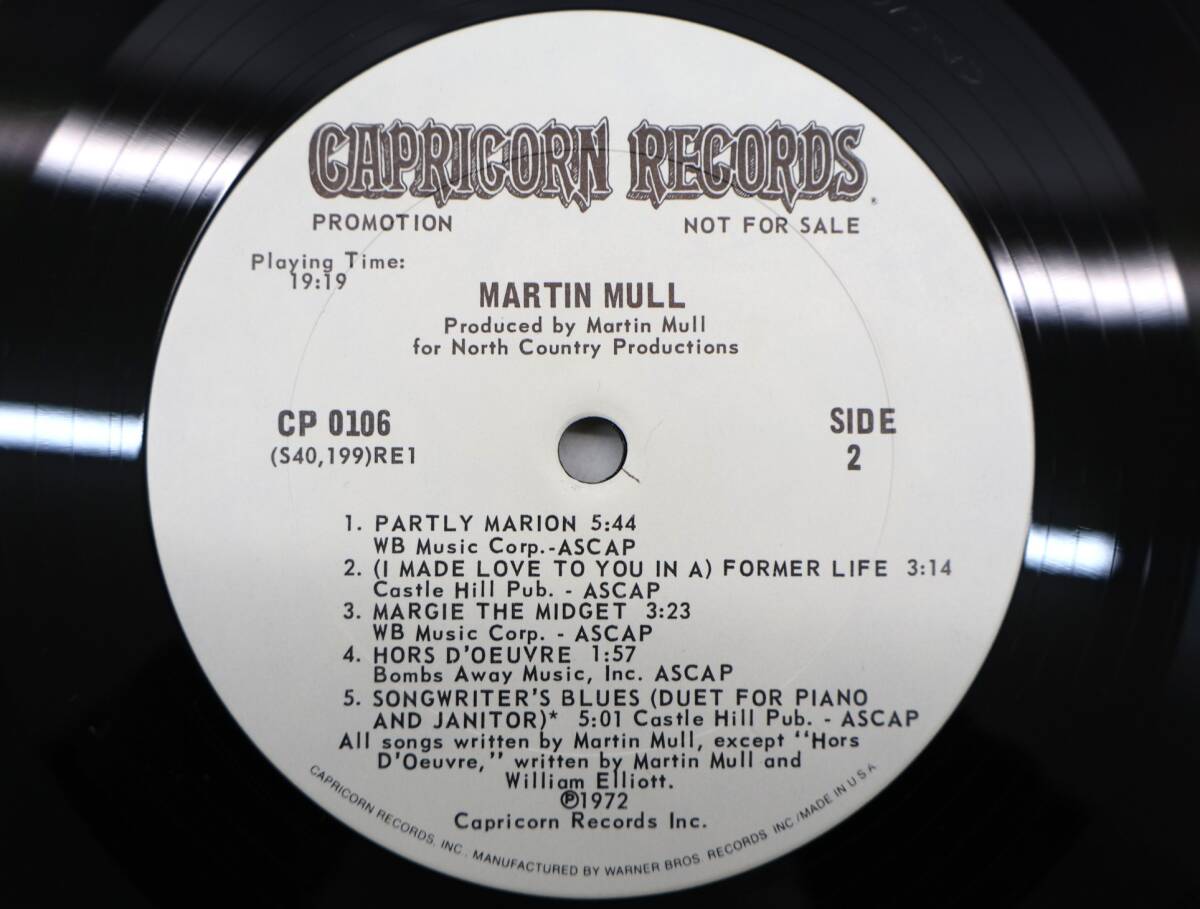 CAPRICORN RECORDS
PROMOTION NOT FOR SALE
Playing Time:
19:19
MARTIN MULL
Produced by Martin Mull
for North Country Productions
CP 0106
(S40,199)RE1
SIDE
2
1. PARTLY MARION 5:44
WB Music Corp.-ASCAP
2. (I MADE LOVE TO YOU IN A) FORMER LIFE 3:14
Castle Hill Pub. - ASCAP
3. MARGIE THE MIDGET 3:23
WB Music Corp. - ASCAP
4. HORS D'OEUVRE 1:57
Bombs Away Music, Inc. ASCAP
5. SONGWRITER'S BLUES (DUET FOR PIANO
AND JANITOR)* 5:01 Castle Hill Pub. - ASCAP
All songs written by Martin Mull, except "Hors
D'Oeuvre," written by Martin Mull and
William Elliott.
℗1972
Capricorn Records Inc.
CAPRICORN RECORDS, INC., MANUFACTURED BY WARNER BROS. RECORDS INC./MADE IN U S A